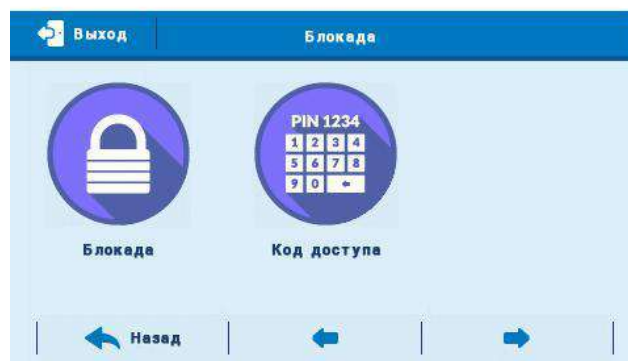 Выход
Блокада
PIN 1234
1 2 3 4
5 6 7 8
9 0
Блокада
Код доступа
Назад